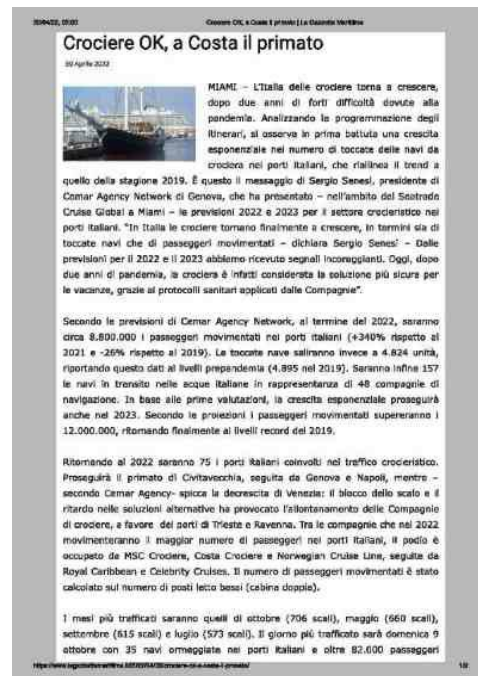 Crociere OK, a Costa il primato | La Gazzetta Marittima
Crociere OK, a Costa il primato
30 Aprile 2022
MIAMI – L'Italia delle crociere torna a crescere,
dopo due anni di forti difficoltà dovute alla
pandemia. Analizzando la programmazione degli
itinerari, si osserva in prima battuta una crescita
esponenziale nel numero di toccate delle navi da
crociera nei porti italiani, che riallinea il trend a
quello della stagione 2019. È questo il messaggio di Sergio Senesi, presidente di
Cemar Agency Network di Genova, che ha presentato – nell'ambito del Seatrade
Cruise Global a Miami – le previsioni 2022 e 2023 per il settore crocieristico nei
porti italiani. "In Italia le crociere tornano finalmente a crescere, in termini sia di
toccate navi che di passeggeri movimentati – dichiara Sergio Senesi – Dalle
previsioni per il 2022 e il 2023 abbiamo ricevuto segnali incoraggianti. Oggi, dopo
due anni di pandemia, la crociera è infatti considerata la soluzione più sicura per
le vacanze, grazie ai protocolli sanitari applicati dalle Compagnie".
Secondo le previsioni di Cemar Agency Network, al termine del 2022, saranno
circa 8.800.000 i passeggeri movimentati nei porti italiani (+340% rispetto al
2021 e -26% rispetto al 2019). Le toccate nave saliranno invece a 4.824 unità,
riportando questo dati ai livelli prepandemia (4.895 nel 2019). Saranno infine 157
le navi in transito nelle acque italiane in rappresentanza di 48 compagnie di
navigazione. In base alle prime valutazioni, la crescita esponenziale proseguirà
anche nel 2023. Secondo le proiezioni i passeggeri movimentati supereranno i
12.000.000, ritornando finalmente ai livelli record del 2019.
Ritornando al 2022 saranno 75 i porti italiani coinvolti nel traffico crocieristico.
Proseguirà il primato di Civitavecchia, seguita da Genova e Napoli, mentre –
secondo Cemar Agency- spicca la decrescita di Venezia: il blocco dello scalo e il
ritardo nelle soluzioni alternative ha provocato l'allontanamento delle Compagnie
di crociere, a favore dei porti di Trieste e Ravenna. Tra le compagnie che nel 2022
movimenteranno il maggior numero di passeggeri nei porti italiani, il podio è
occupato da MSC Crociere, Costa Crociere e Norwegian Cruise Line, seguite da
Royal Caribbean e Celebrity Cruises. Il numero di passeggeri movimentati è stato
calcolato sul numero di posti letto bassi (cabina doppia).
I mesi più trafficati saranno quelli di ottobre (706 scali), maggio (660 scali),
settembre (615 scali) e luglio (573 scali). Il giorno più trafficato sarà domenica 9
ottobre con 35 navi ormeggiate nei porti italiani e oltre 82.600 passeggeri